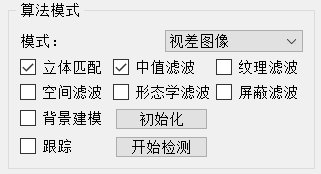 算法模式
模式： 视差图像
立体匹配 中值滤波 纹理滤波
空间滤波 形态学滤波 屏蔽滤波
背景建模 初始化
跟踪 开始检测